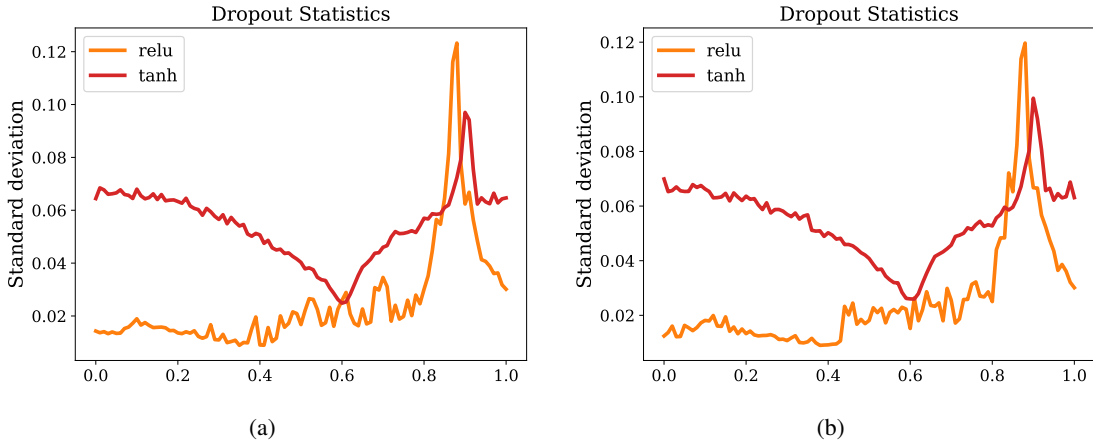 Dropout Statistics
Standard deviation
0.12
0.10
0.08
0.06
0.04
0.02
relu
tanh
0.0 0.2 0.4 0.6 0.8 1.0
(a)
Dropout Statistics
Standard deviation
0.12
0.10
0.08
0.06
0.04
0.02
relu
tanh
0.0 0.2 0.4 0.6 0.8 1.0
(b)